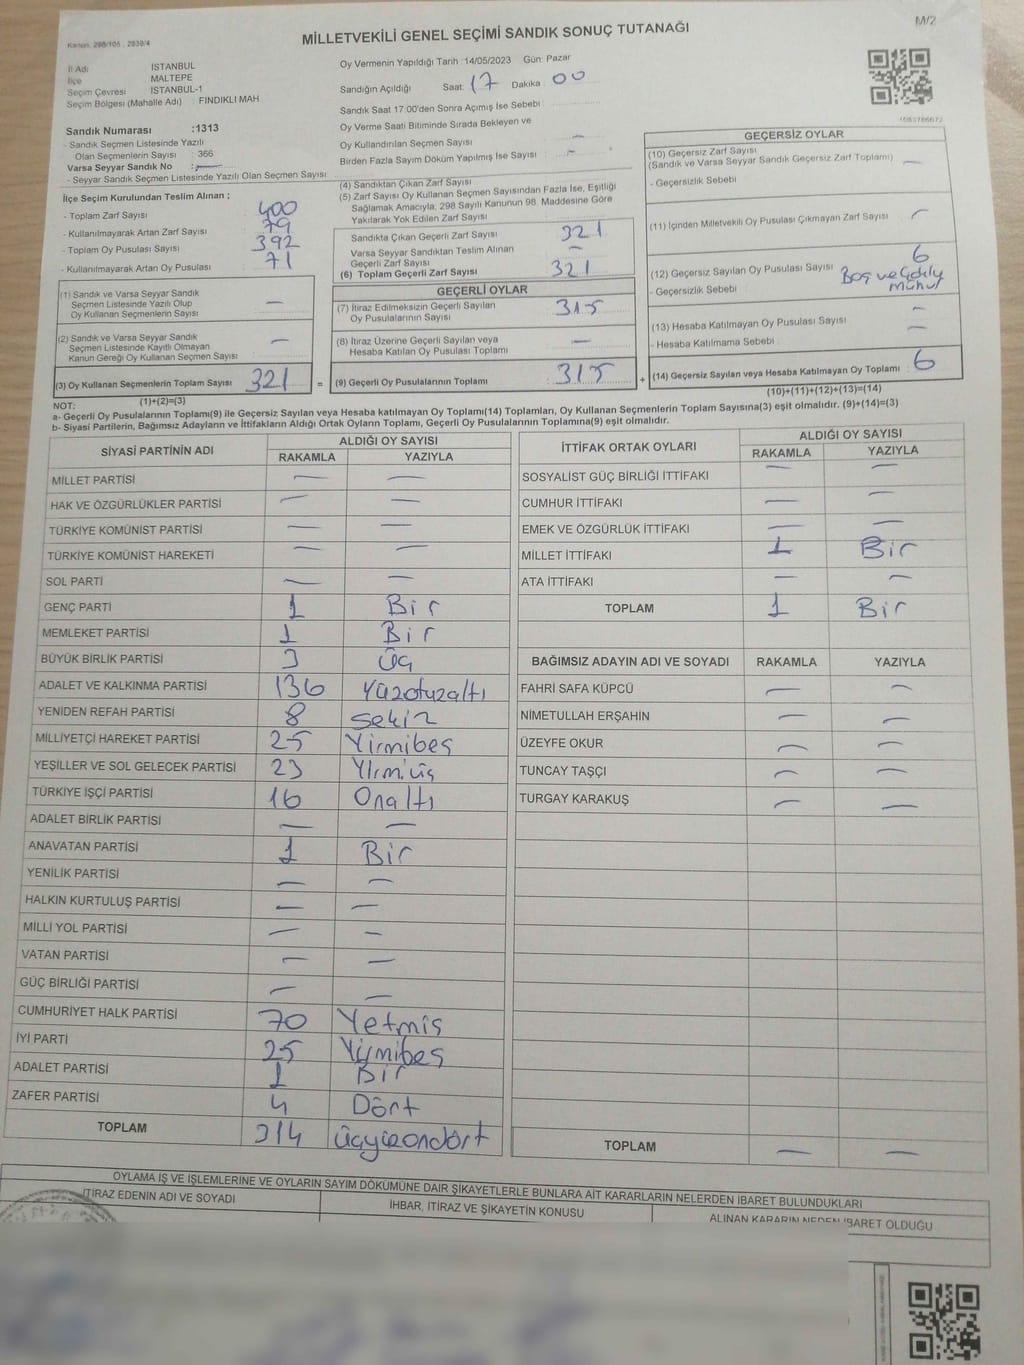 M/2
Kanun, 298/105 , 2839/4
MİLLETVEKİLİ GENEL SEÇİMİ SANDIK SONUÇ TUTANAĞI
İl Adı İSTANBUL
İlçe MALTEPE
Seçim Çevresi İSTANBUL-1
Seçim Bölgesi (Mahalle Adı) FINDIKLI MAH
Sandık Numarası :1313
- Sandık Seçmen Listesinde Yazılı
Olan Seçmenlerin Sayısı : 366
Varsa Seyyar Sandık No : —
- Seyyar Sandık Seçmen Listesinde Yazılı Olan Seçmen Sayısı
Oy Vermenin Yapıldığı Tarih :14/05/2023 Gün: Pazar
Sandığın Açıldığı Saat: 17 Dakika 00
Sandık Saat 17:00'den Sonra Açımış İse Sebebi
Oy Verme Saati Bitiminde Sırada Bekleyen ve
Oy Kullandırılan Seçmen Sayısı —
Birden Fazla Sayım Döküm Yapılmış İse Sayısı —
İlçe Seçim Kurulundan Teslim Alınan ;
- Toplam Zarf Sayısı 400
- Kullanılmayarak Artan Zarf Sayısı 79
- Toplam Oy Pusulası Sayısı 392
- Kullanılmayarak Artan Oy Pusulası 71
(1) Sandık ve Varsa Seyyar Sandık
Seçmen Listesinde Yazılı Olup
Oy Kullanan Seçmenlerin Sayısı —
(2) Sandık ve Varsa Seyyar Sandık
Seçmen Listesinde Kayıtlı Olmayan
Kanun Gereği Oy Kullanan Seçmen Sayısı —
(3) Oy Kullanan Seçmenlerin Toplam Sayısı 321 =
(1)+(2)=(3)
(4) Sandıktan Çıkan Zarf Sayısı
(5) Zarf Sayısı Oy Kullanan Seçmen Sayısından Fazla İse, Eşitliği
Sağlamak Amacıyla, 298 Sayılı Kanunun 98. Maddesine Göre
Yakılarak Yok Edilen Zarf Sayısı
Sandıkta Çıkan Geçerli Zarf Sayısı 321
Varsa Seyyar Sandıktan Teslim Alınan
Geçerli Zarf Sayısı —
(6) Toplam Geçerli Zarf Sayısı 321
GEÇERLİ OYLAR
(7) İtiraz Edilmeksizin Geçerli Sayılan
Oy Pusulalarının Sayısı 315
(8) İtiraz Üzerine Geçerli Sayılan veya
Hesaba Katılan Oy Pusulası Toplamı —
(9) Geçerli Oy Pusulalarının Toplamı 315 +
GEÇERSİZ OYLAR
(10) Geçersiz Zarf Sayısı
(Sandık ve Varsa Seyyar Sandık Geçersiz Zarf Toplamı) —
- Geçersizlik Sebebi
(11) İçinden Milletvekili Oy Pusulası Çıkmayan Zarf Sayısı —
(12) Geçersiz Sayılan Oy Pusulası Sayısı 6
- Geçersizlik Sebebi Boş ve
(13) Hesaba Katılmayan Oy Pusulası Sayısı —
- Hesaba Katılmama Sebebi —
(14) Geçersiz Sayılan veya Hesaba Katılmayan Oy Toplamı 6
(10)+(11)+(12)+(13)=(14)
NOT:
a- Geçerli Oy Pusulalarının Toplamı(9) ile Geçersiz Sayılan veya Hesaba katılmayan Oy Toplamı(14) Toplamları, Oy Kullanan Seçmenlerin Toplam Sayısına(3) eşit olmalıdır. (9)+(14)=(3)
b- Siyasi Partilerin, Bağımsız Adayların ve İttifakların Aldığı Ortak Oyların Toplamı, Geçerli Oy Pusulalarının Toplamına(9) eşit olmalıdır.
SİYASİ PARTİNİN ADI ALDIĞI OY SAYISI
RAKAMLA YAZIYLA
MİLLET PARTİSİ — —
HAK VE ÖZGÜRLÜKLER PARTİSİ — —
TÜRKİYE KOMÜNİST PARTİSİ — —
TÜRKİYE KOMÜNİST HAREKETİ — —
SOL PARTİ — —
GENÇ PARTİ 1 Bir
MEMLEKET PARTİSİ 1 Bir
BÜYÜK BİRLİK PARTİSİ 3 Üç
ADALET VE KALKINMA PARTİSİ 136 Yüzotuzaltı
YENİDEN REFAH PARTİSİ 8 Sekiz
MİLLİYETÇİ HAREKET PARTİSİ 25 Yirmibeş
YEŞİLLER VE SOL GELECEK PARTİSİ 23 Yirmiüç
TÜRKİYE İŞÇİ PARTİSİ 16 Onaltı
ADALET BİRLİK PARTİSİ — —
ANAVATAN PARTİSİ 1 Bir
YENİLİK PARTİSİ — —
HALKIN KURTULUŞ PARTİSİ — —
MİLLİ YOL PARTİSİ — —
VATAN PARTİSİ — —
GÜÇ BİRLİĞİ PARTİSİ — —
CUMHURİYET HALK PARTİSİ 70 Yetmiş
İYİ PARTİ 25 Yirmibeş
ADALET PARTİSİ 1 Bir
ZAFER PARTİSİ 4 Dört
TOPLAM 314 Üçyüzondört
İTTİFAK ORTAK OYLARI ALDIĞI OY SAYISI
RAKAMLA YAZIYLA
SOSYALİST GÜÇ BİRLİĞİ İTTİFAKI — —
CUMHUR İTTİFAKI — —
EMEK VE ÖZGÜRLÜK İTTİFAKI — —
MİLLET İTTİFAKI 1 Bir
ATA İTTİFAKI — —
TOPLAM 1 Bir
BAĞIMSIZ ADAYIN ADI VE SOYADI RAKAMLA YAZIYLA
FAHRİ SAFA KÜPCÜ — —
NİMETULLAH ERŞAHİN — —
ÜZEYFE OKUR — —
TUNCAY TAŞÇI — —
TURGAY KARAKUŞ — —
TOPLAM — —
OYLAMA İŞ VE İŞLEMLERİNE VE OYLARIN SAYIM DÖKÜMÜNE DAİR ŞİKAYETLERLE BUNLARA AİT KARARLARIN NELERDEN İBARET BULUNDUKLARI
İTİRAZ EDENİN ADI VE SOYADI İHBAR, İTİRAZ VE ŞİKAYETİN KONUSU ALINAN KARARIN NEDEN İBARET OLDUĞU